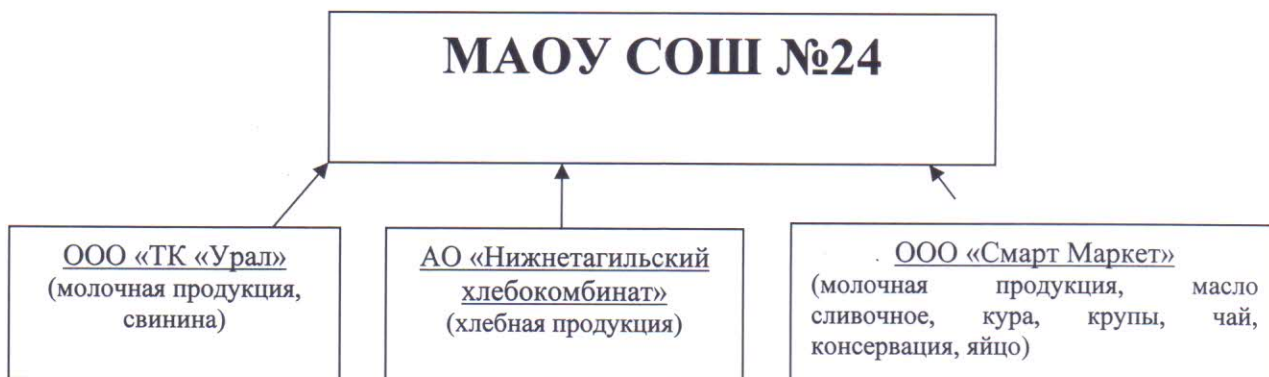 МАОУ СОШ №24
ООО «ТК «Урал»
(молочная продукция,
свинина)
АО «Нижнетагильский
хлебокомбинат»
(хлебная продукция)
ООО «Смарт Маркет»
(молочная продукция, масло
сливочное, кура, крупы, чай,
консервация, яйцо)